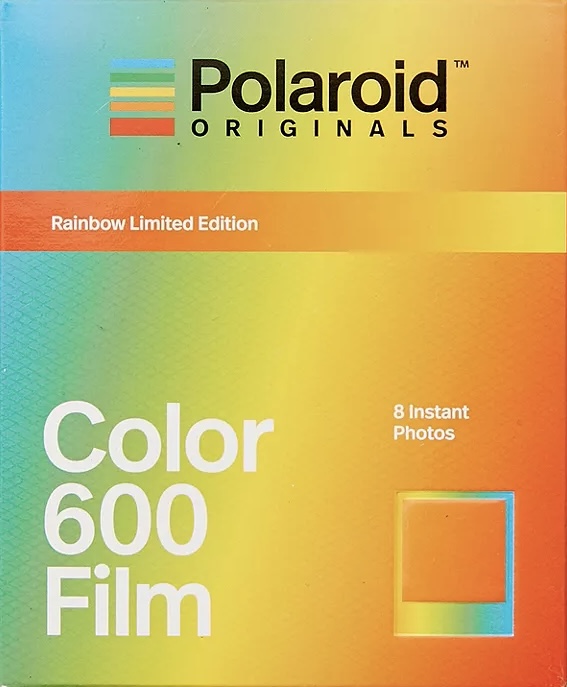 Polaroid™
ORIGINALS
Rainbow Limited Edition
8 Instant
Photos
Color
600
Film